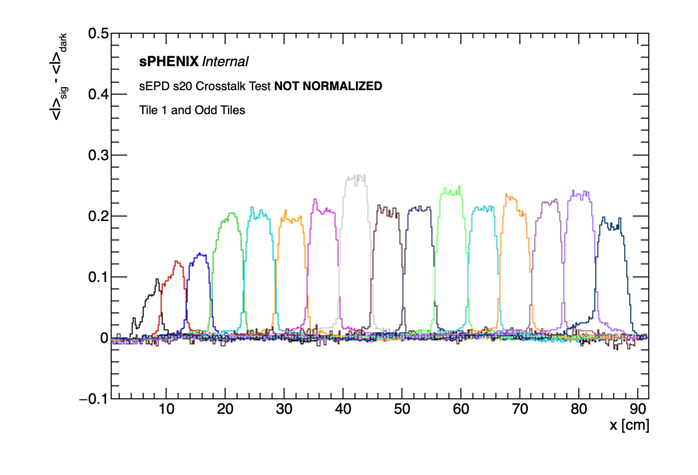 0.5
<I>sig - <I>dark
sPHENIX Internal
sEPD s20 Crosstalk Test NOT NORMALIZED
0.4
Tile 1 and Odd Tiles
0.3
0.2
0.1
0
−0.1
10 20 30 40 50 60 70 80 90
x [cm]